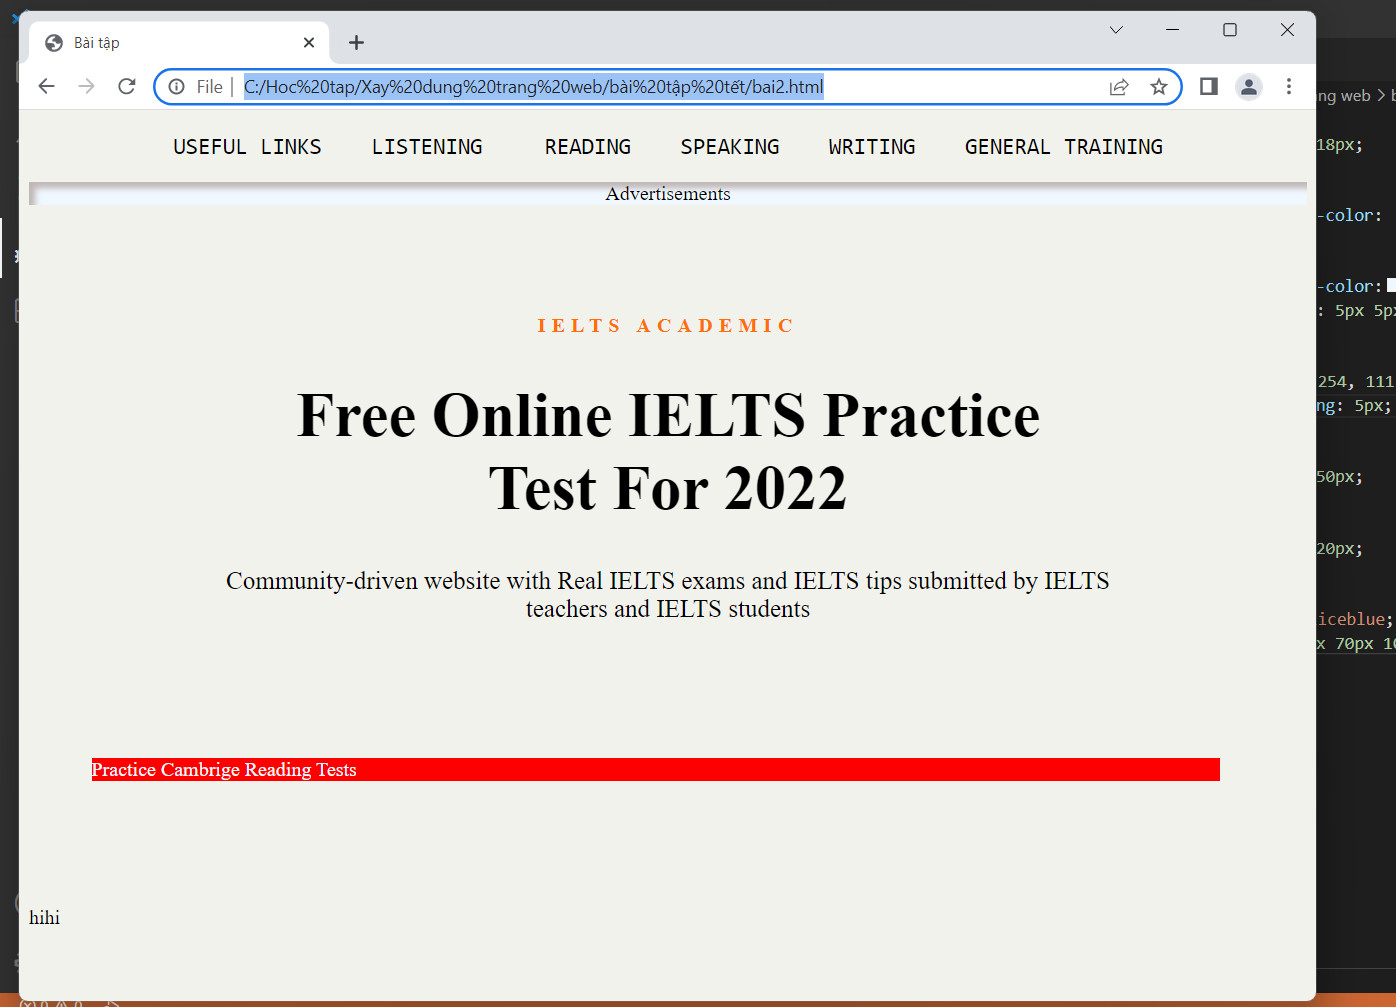 Bài tập
File
C:/Hoc%20tap/Xay%20dung%20trang%20web/bài%20tập%20tết/bai2.html
ng web > b
USEFUL LINKS LISTENING READING SPEAKING WRITING GENERAL TRAINING
18px;
Advertisements
-color:
-color:
: 5px 5px
IELTS ACADEMIC
254, 111
ng: 5px;
Free Online IELTS Practice
Test For 2022
50px;
20px;
Community-driven website with Real IELTS exams and IELTS tips submitted by IELTS
teachers and IELTS students
iceblue;
x 70px 10
Practice Cambrige Reading Tests
hihi